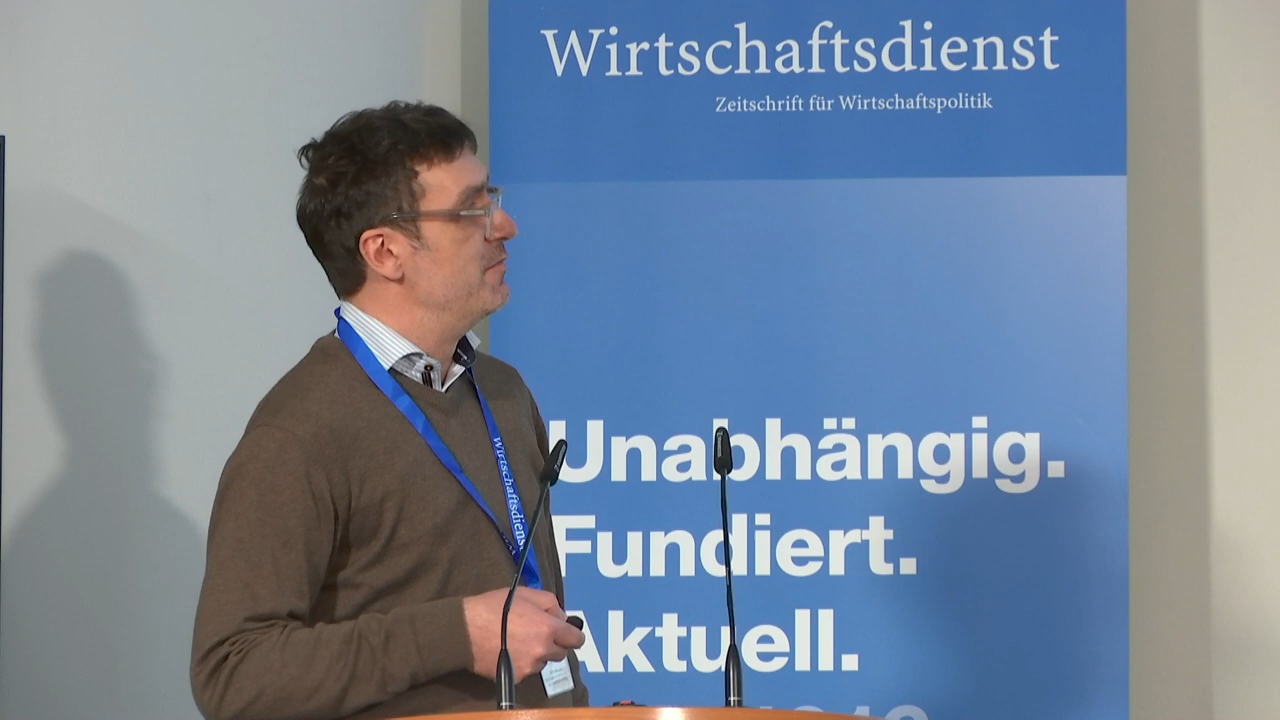 Wirtschaftsdienst
Zeitschrift für Wirtschaftspolitik
Unabhängig.
Fundiert.
Aktuell.
Wirtschaftsdienst